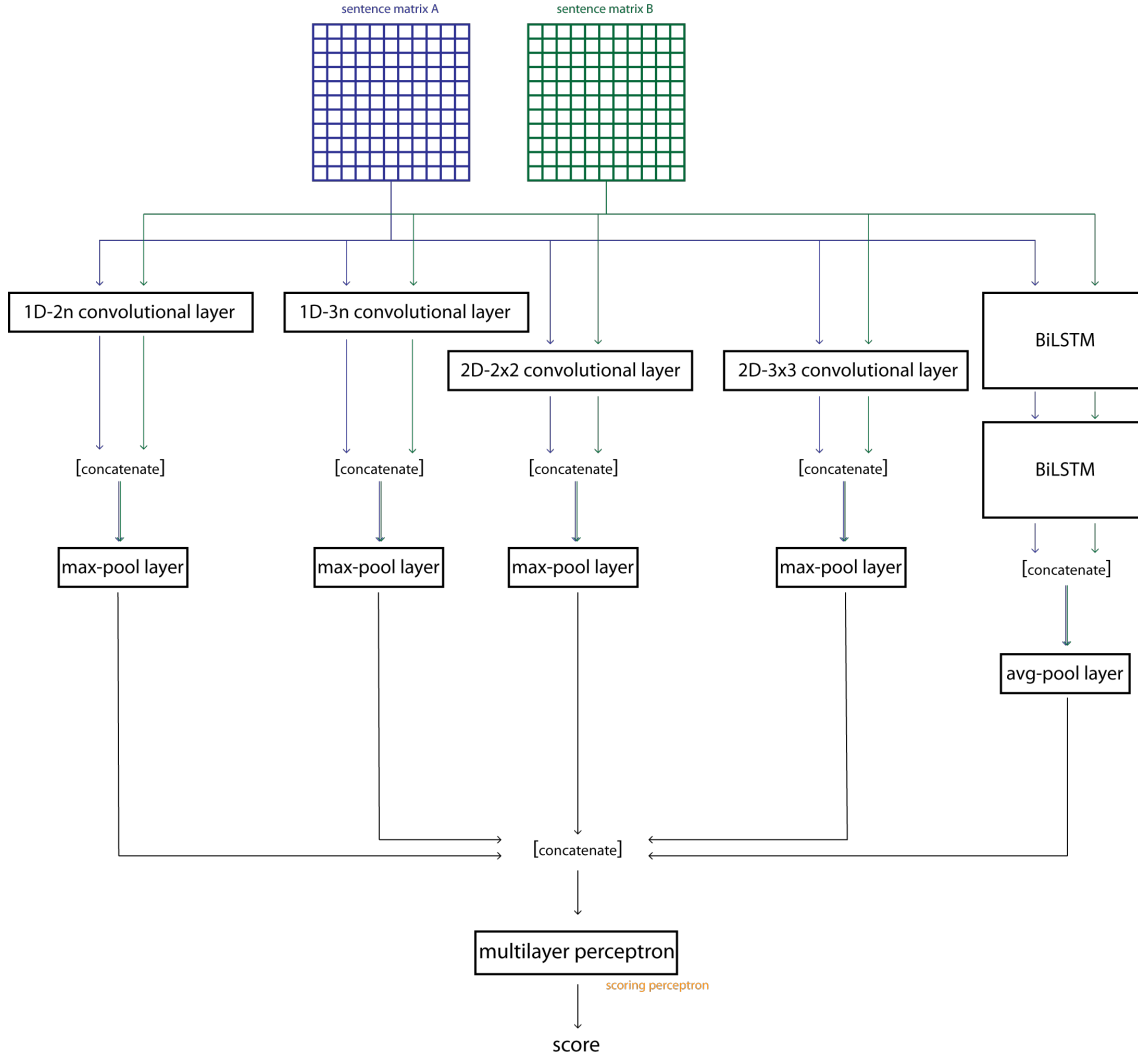 sentence matrix A
sentence matrix B
1D-2n convolutional layer
1D-3n convolutional layer
2D-2x2 convolutional layer
2D-3x3 convolutional layer
BiLSTM
BiLSTM
[concatenate]
[concatenate]
[concatenate]
[concatenate]
[concatenate]
max-pool layer
max-pool layer
max-pool layer
max-pool layer
avg-pool layer
[concatenate]
multilayer perceptron
scoring perceptron
score